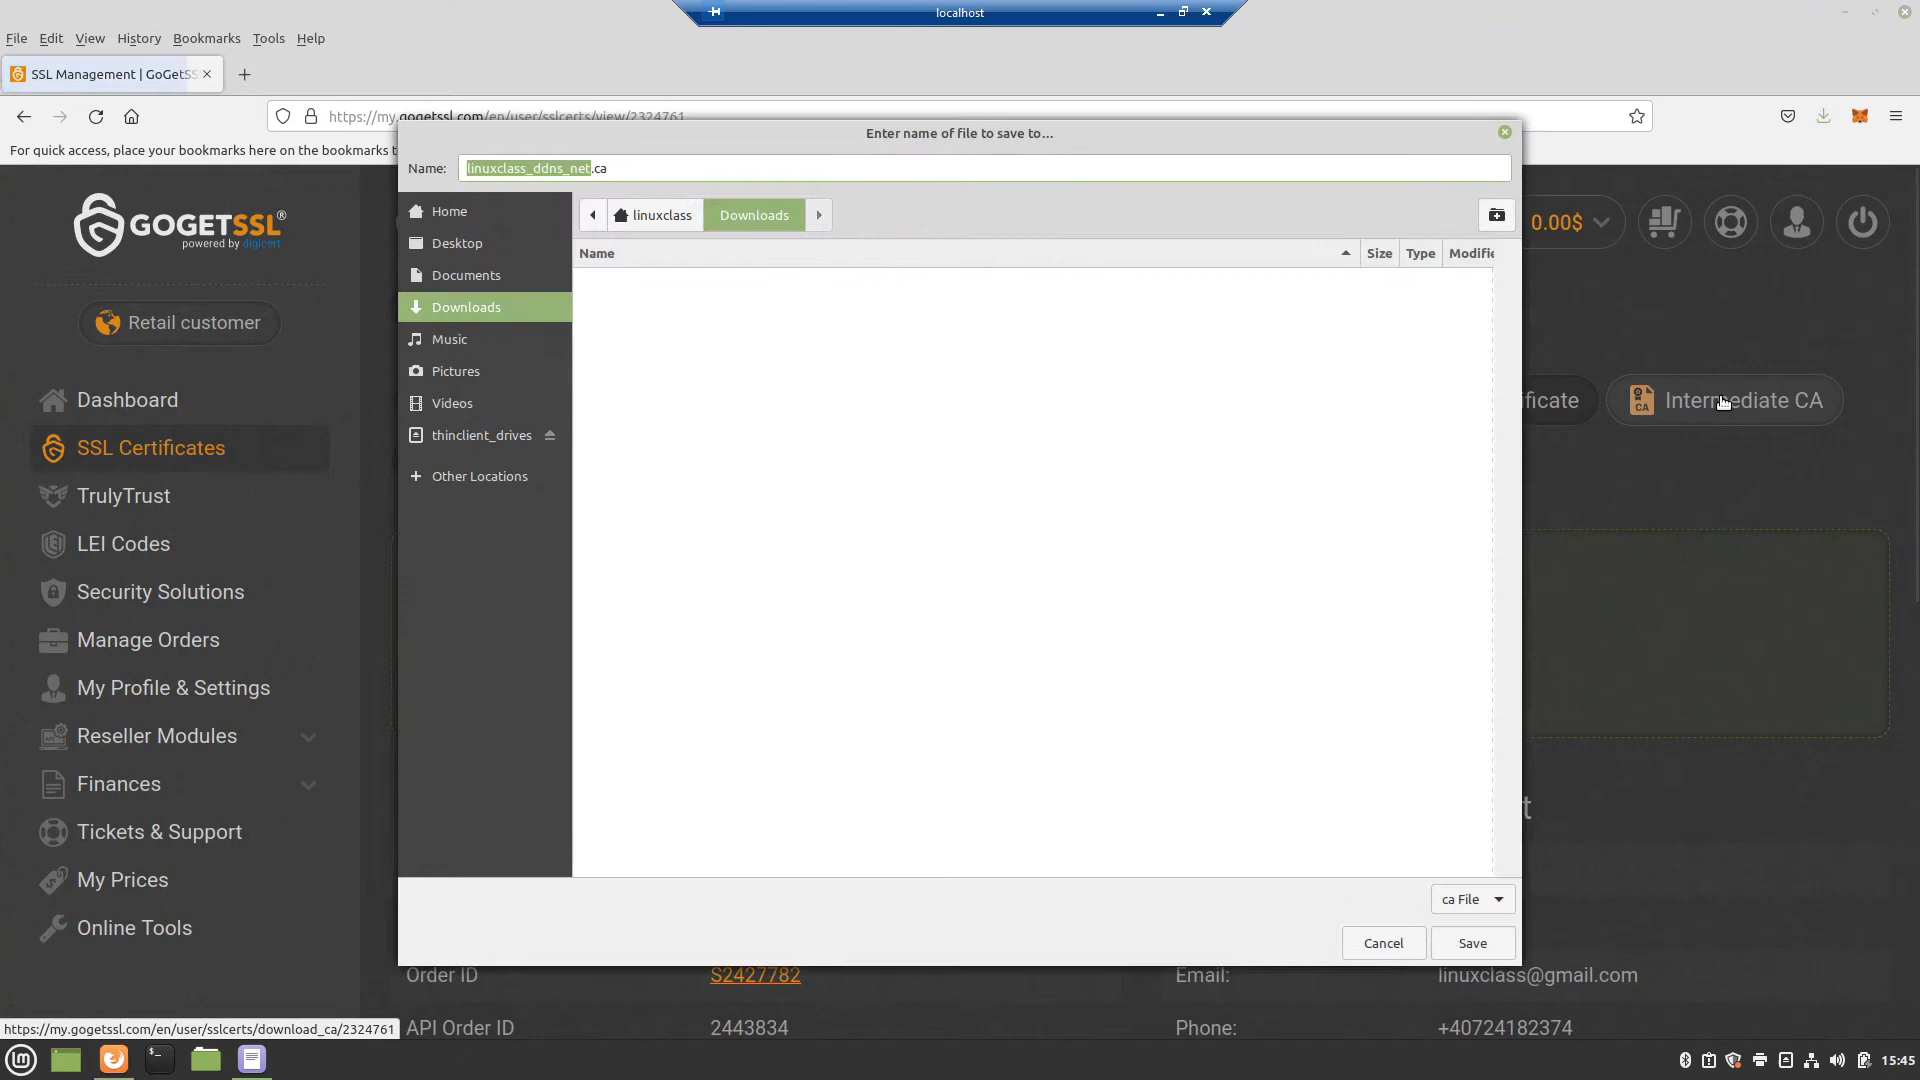 localhost
File Edit View History Bookmarks Tools Help
SSL Management | GoGetSS
https://my.gogetssl.com/en/user/sslcerts/view/2324761
For quick access, place your bookmarks here on the bookmarks t
Enter name of file to save to...
Name: linuxclass_ddns_net.ca
linuxclass Downloads
Name Size Type Modifie
Home
Desktop
Documents
Downloads
Music
Pictures
Videos
thinclient_drives
Other Locations
ca File
Cancel Save
GOGETSSL®
powered by digicert
Retail customer
Dashboard
SSL Certificates
TrulyTrust
LEI Codes
Security Solutions
Manage Orders
My Profile & Settings
Reseller Modules
Finances
Tickets & Support
My Prices
Online Tools
0.00$
ificate
CA Intermediate CA
t
Order ID S2427782 Email: linuxclass@gmail.com
API Order ID 2443834 Phone: +40724182374
https://my.gogetssl.com/en/user/sslcerts/download_ca/2324761
15:45